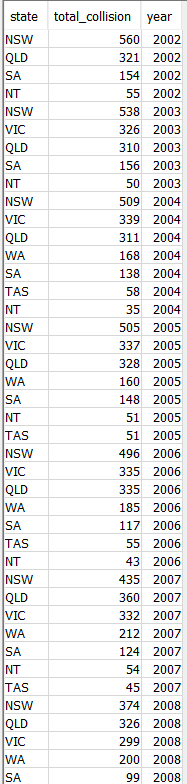 state total_collision year
NSW 560 2002
QLD 321 2002
SA 154 2002
NT 55 2002
NSW 538 2003
VIC 326 2003
QLD 310 2003
SA 156 2003
NT 50 2003
NSW 509 2004
VIC 339 2004
QLD 311 2004
WA 168 2004
SA 138 2004
TAS 58 2004
NT 35 2004
NSW 505 2005
VIC 337 2005
QLD 328 2005
WA 160 2005
SA 148 2005
NT 51 2005
TAS 51 2005
NSW 496 2006
VIC 335 2006
QLD 335 2006
WA 185 2006
SA 117 2006
TAS 55 2006
NT 43 2006
NSW 435 2007
QLD 360 2007
VIC 332 2007
WA 212 2007
SA 124 2007
NT 54 2007
TAS 45 2007
NSW 374 2008
QLD 326 2008
VIC 299 2008
WA 200 2008
SA 99 2008